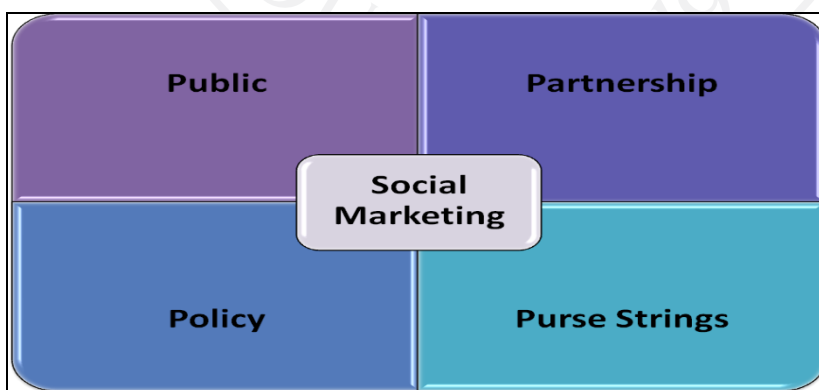 Public
Partnership
Social
Marketing
Policy
Purse Strings